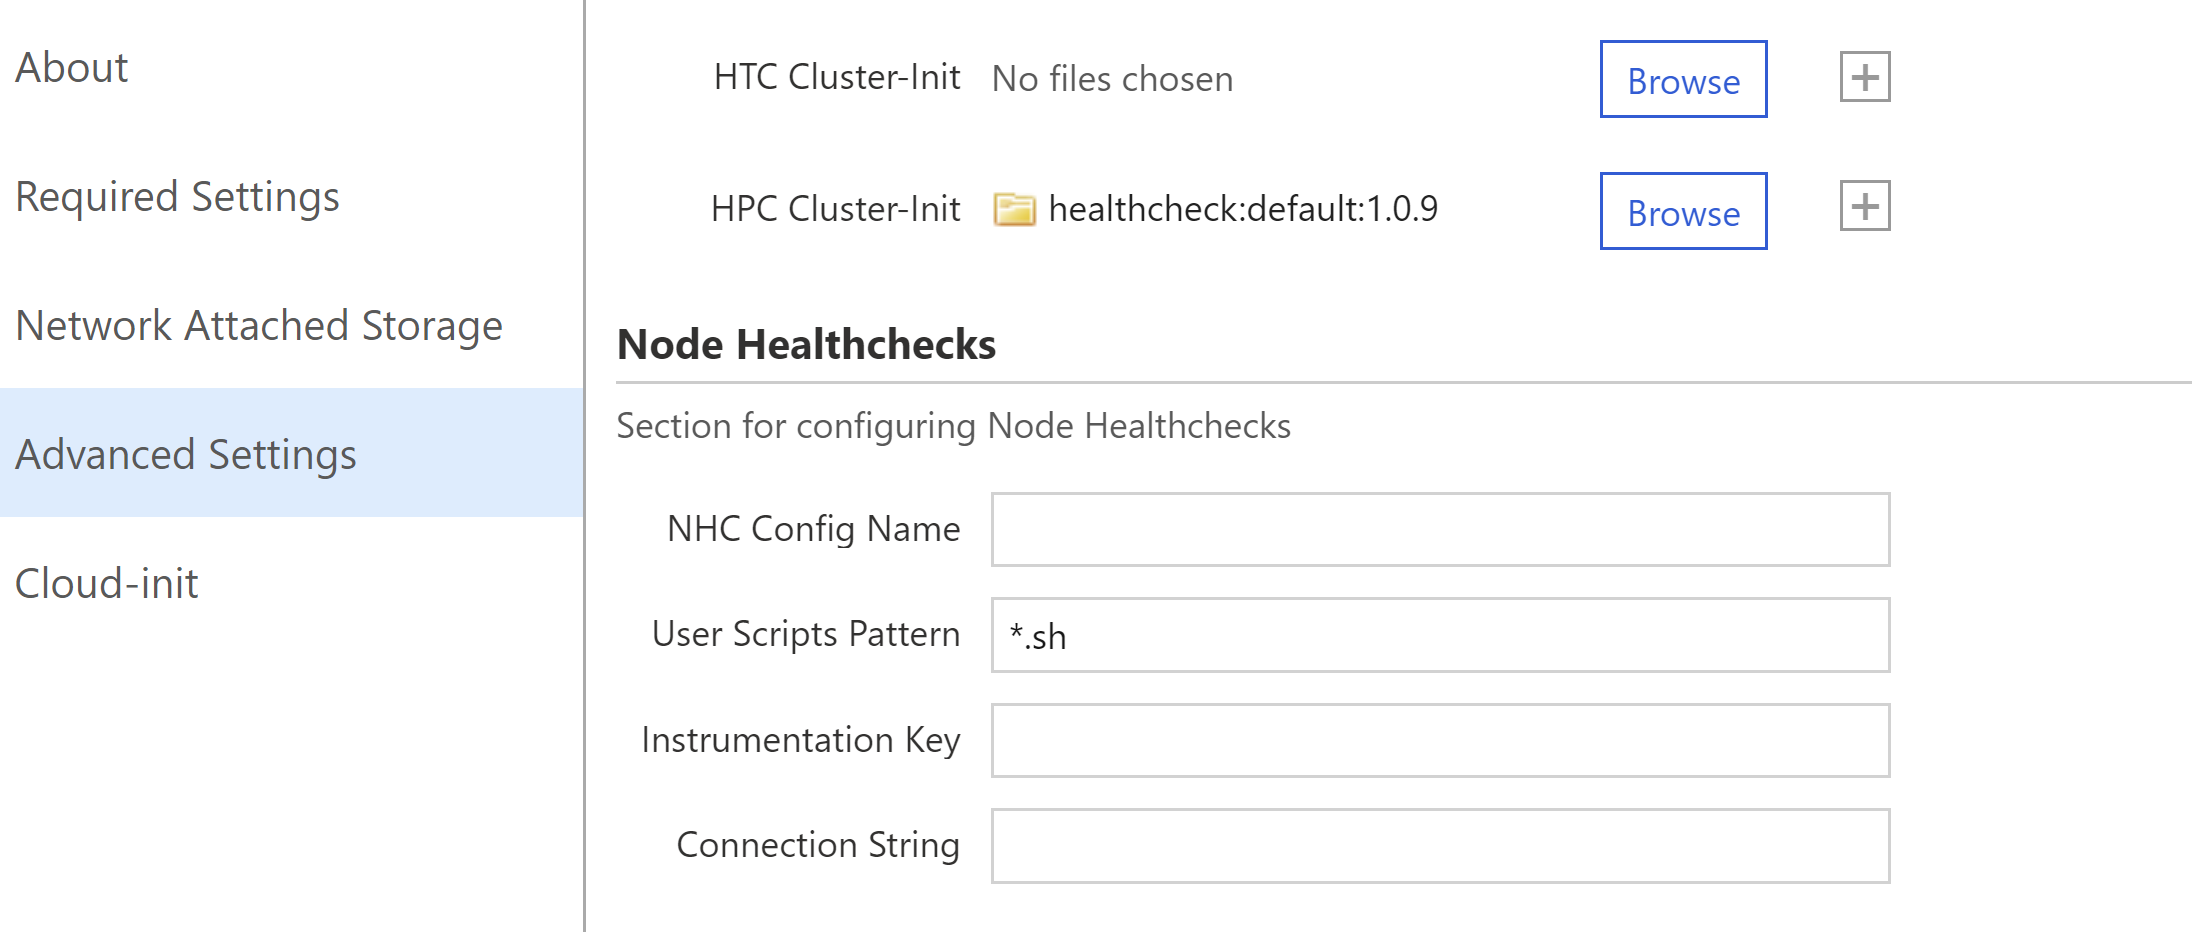 About
Required Settings
Network Attached Storage
Advanced Settings
Cloud-init
HTC Cluster-Init No files chosen Browse
HPC Cluster-Init healthcheck:default:1.0.9 Browse
Node Healthchecks
Section for configuring Node Healthchecks
NHC Config Name
User Scripts Pattern *.sh
Instrumentation Key
Connection String